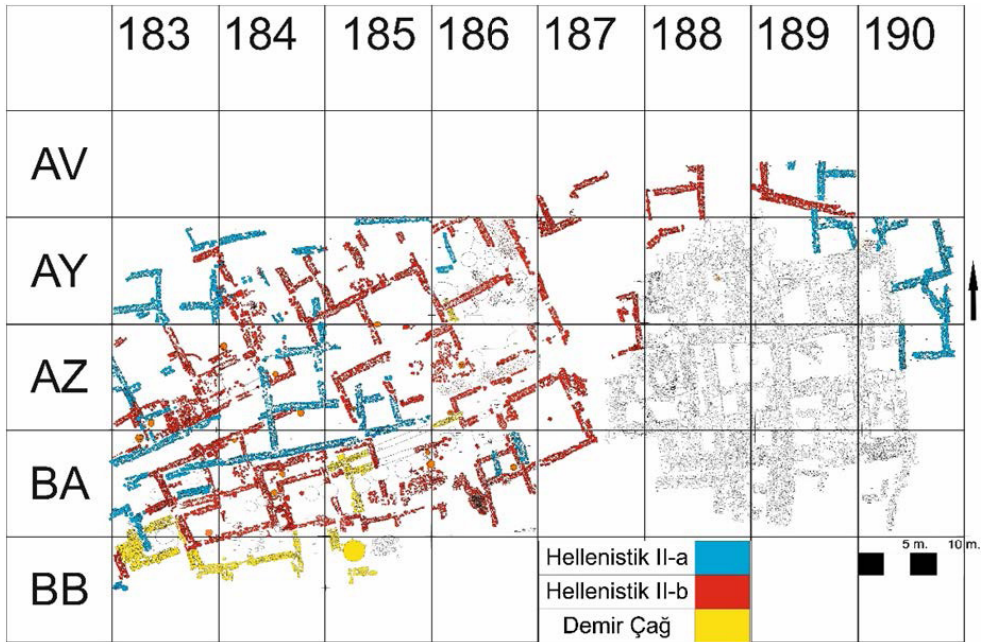 183 184 185 186 187 188 189 190
AV
AY
AZ
BA
BB
Hellenistik II-a
Hellenistik II-b
Demir Çağ
5 m. 10 m.